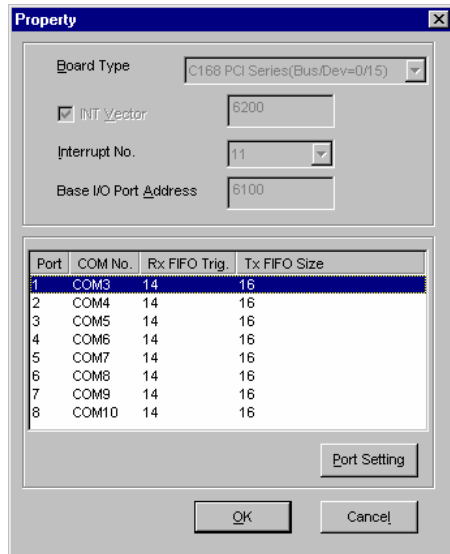 Property
Board Type C168 PCI Series(Bus/Dev=0/15)
INT Vector 6200
Interrupt No. 11
Base I/O Port Address 6100
Port COM No. Rx FIFO Trig. Tx FIFO Size
1 COM3 14 16
2 COM4 14 16
3 COM5 14 16
4 COM6 14 16
5 COM7 14 16
6 COM8 14 16
7 COM9 14 16
8 COM10 14 16
Port Setting
OK Cancel